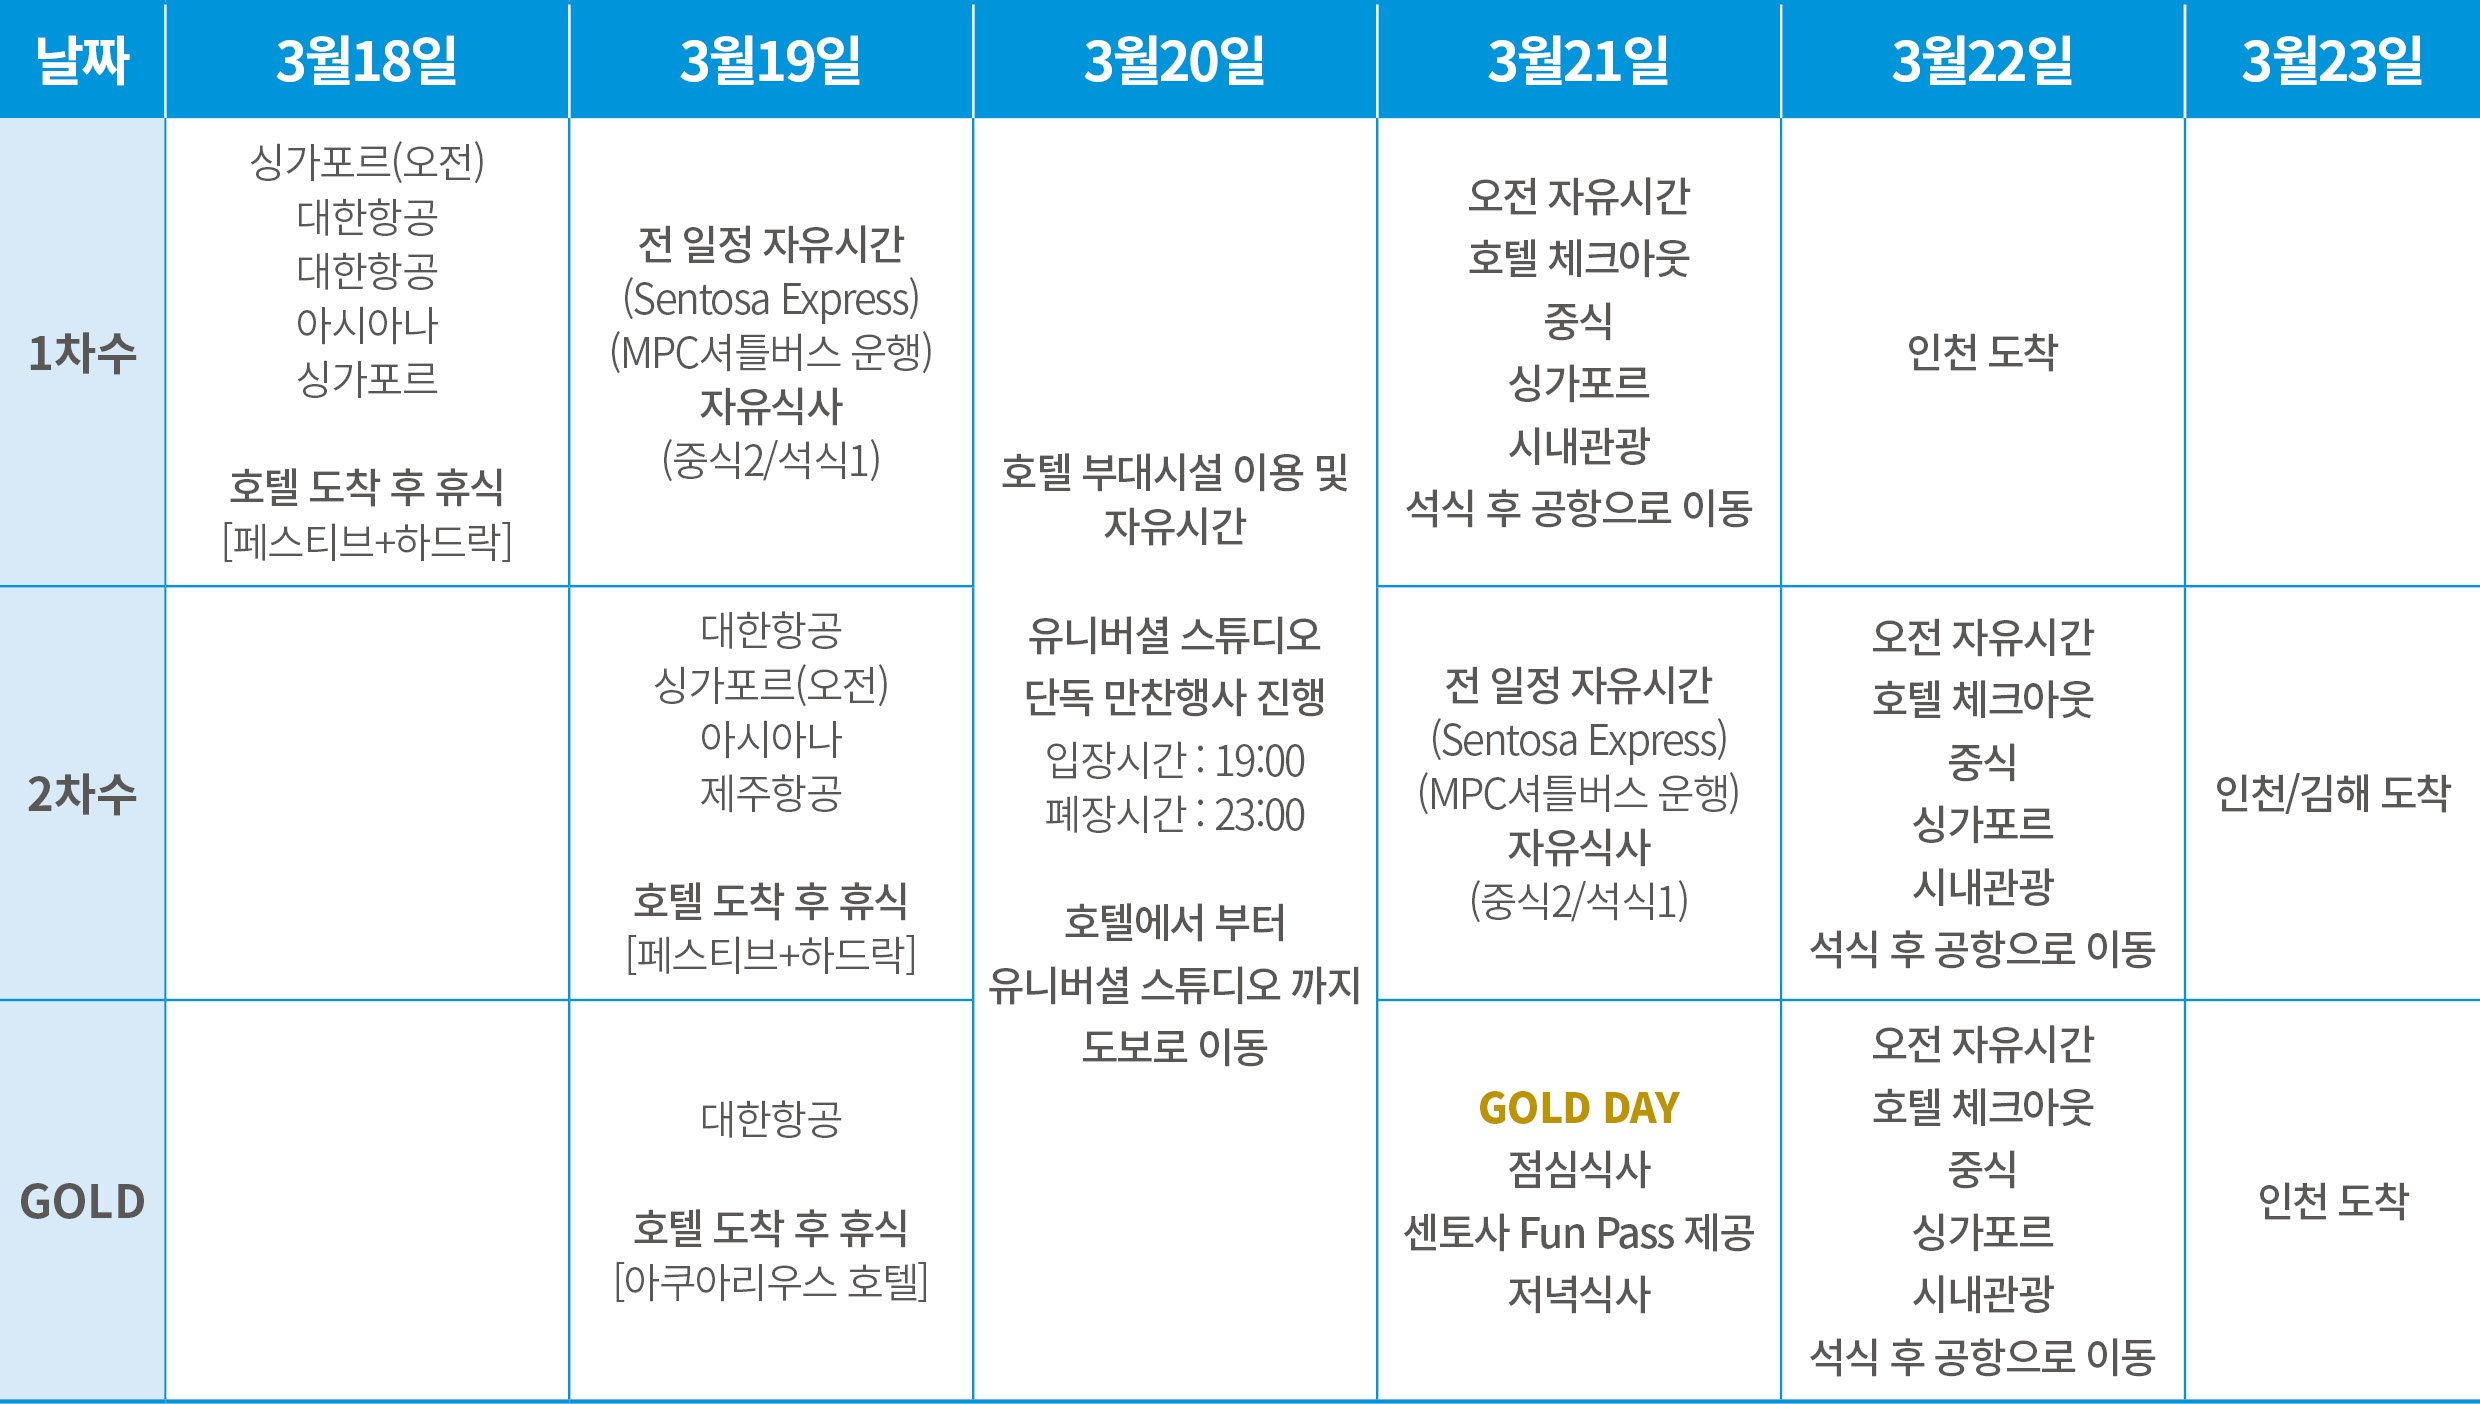 날짜
3월18일
3월19일
3월20일
3월21일
3월22일
3월23일
1차수
싱가포르(오전)
대한항공
대한항공
아시아나
싱가포르
호텔 도착 후 휴식
[페스티브+하드락]
전 일정 자유시간
(Sentosa Express)
(MPC셔틀버스 운행)
자유식사
(중식2/석식1)
호텔 부대시설 이용 및
자유시간
유니버셜 스튜디오
단독 만찬행사 진행
입장시간 : 19:00
폐장시간 : 23:00
호텔에서 부터
유니버셜 스튜디오 까지
도보로 이동
오전 자유시간
호텔 체크아웃
중식
싱가포르
시내관광
석식 후 공항으로 이동
인천 도착
2차수
대한항공
싱가포르(오전)
아시아나
제주항공
호텔 도착 후 휴식
[페스티브+하드락]
전 일정 자유시간
(Sentosa Express)
(MPC셔틀버스 운행)
자유식사
(중식2/석식1)
오전 자유시간
호텔 체크아웃
중식
싱가포르
시내관광
석식 후 공항으로 이동
인천/김해 도착
GOLD
대한항공
호텔 도착 후 휴식
[아쿠아리우스 호텔]
GOLD DAY
점심식사
센토사 Fun Pass 제공
저녁식사
오전 자유시간
호텔 체크아웃
중식
싱가포르
시내관광
석식 후 공항으로 이동
인천 도착